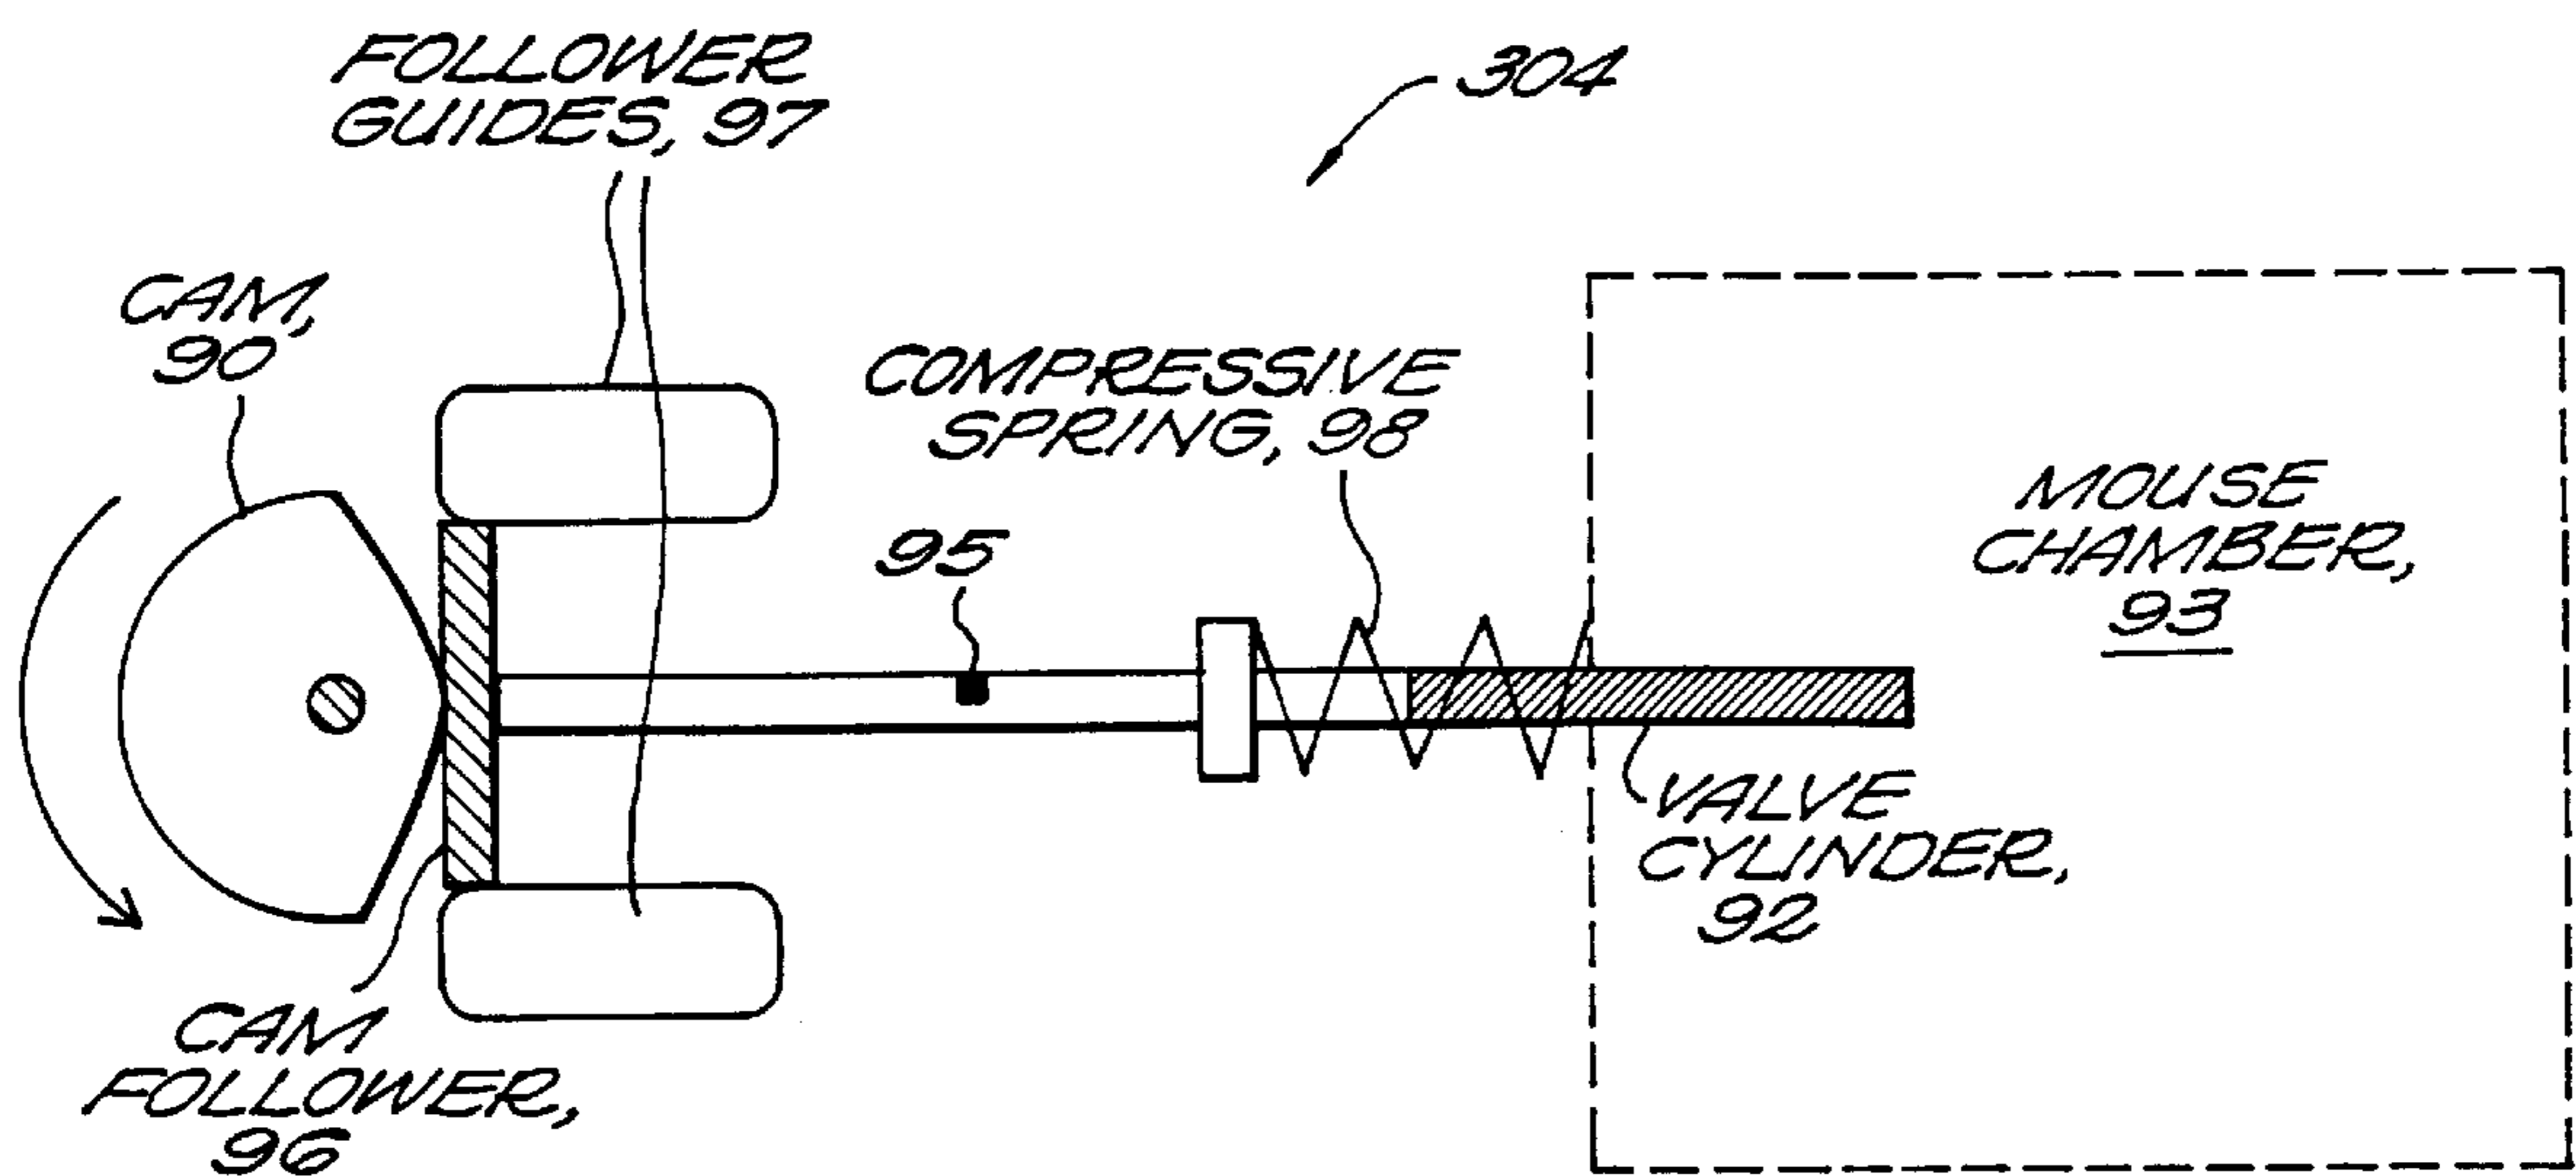 FOLLOWER
GUIDES, 97
304
CAM,
90
COMPRESSIVE
SPRING, 98
MOUSE
CHAMBER,
93
95
VALVE
CYLINDER,
92
CAM
FOLLOWER,
96